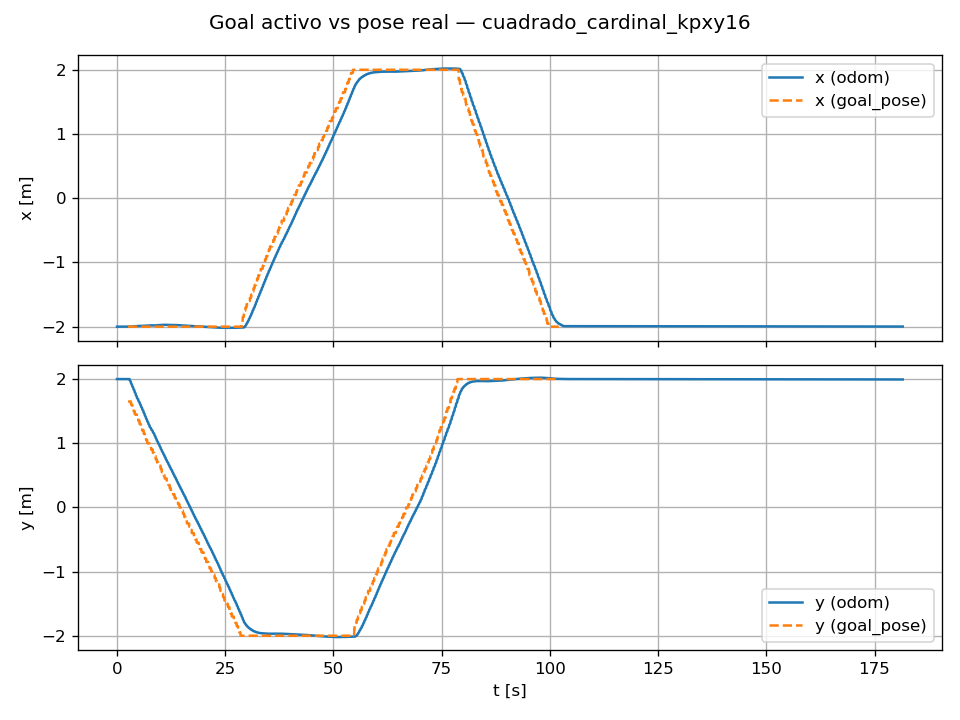 Goal activo vs pose real — cuadrado_cardinal_kpxy16
2
1
0
−1
−2
x [m]
x (odom)
x (goal_pose)
2
1
0
−1
−2
y [m]
y (odom)
y (goal_pose)
0 25 50 75 100 125 150 175
t [s]